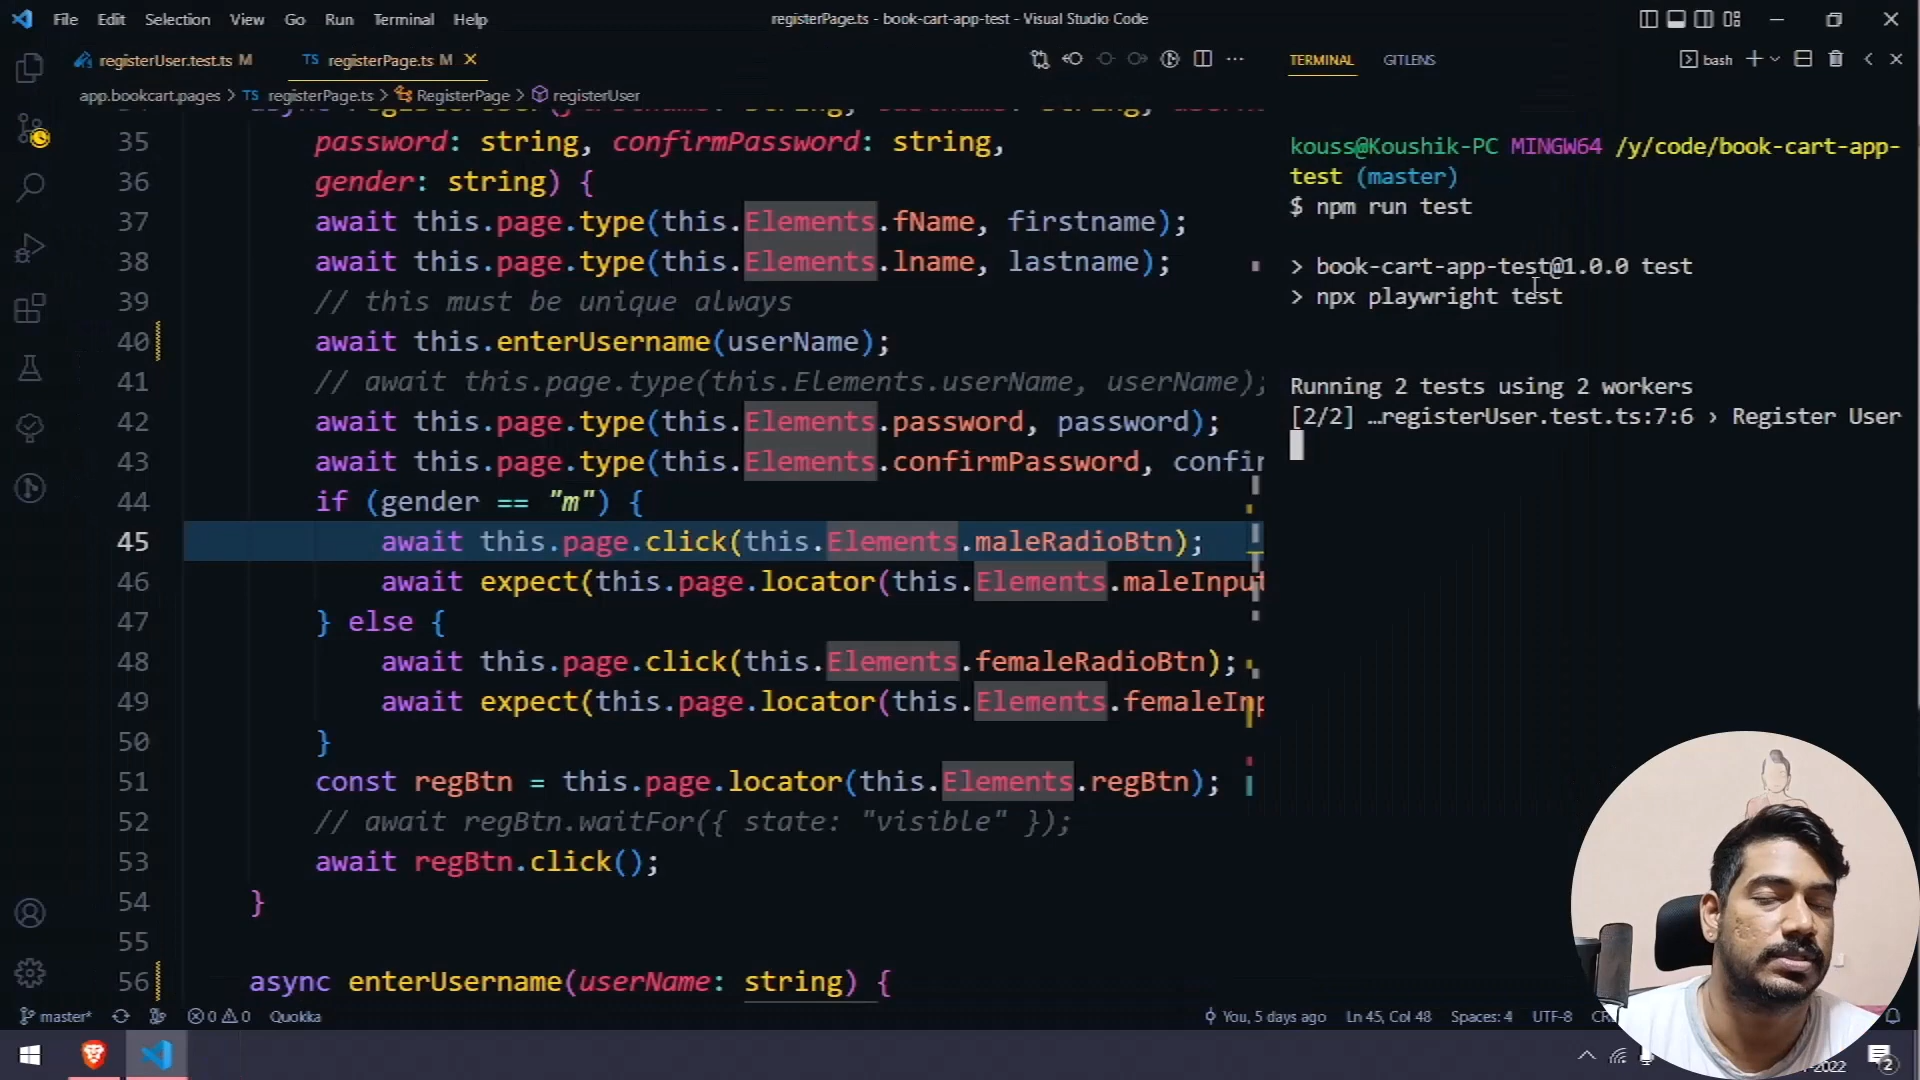 File Edit Selection View Go Run Terminal Help
registerPage.ts - book-cart-app-test - Visual Studio Code
registerUser.test.ts M
TS registerPage.ts M
TERMINAL GITLENS
bash
app.bookcart.pages > TS registerPage.ts > RegisterPage > registerUser
35 password: string, confirmPassword: string,
36 gender: string) {
37 await this.page.type(this.Elements.fName, firstname);
38 await this.page.type(this.Elements.lname, lastname);
39 // this must be unique always
40 await this.enterUsername(userName);
41 // await this.page.type(this.Elements.userName, userName);
42 await this.page.type(this.Elements.password, password);
43 await this.page.type(this.Elements.confirmPassword, confir
44 if (gender == "m") {
45 await this.page.click(this.Elements.maleRadioBtn);
46 await expect(this.page.locator(this.Elements.maleInput
47 } else {
48 await this.page.click(this.Elements.femaleRadioBtn);
49 await expect(this.page.locator(this.Elements.femaleInp
50 }
51 const regBtn = this.page.locator(this.Elements.regBtn);
52 // await regBtn.waitFor({ state: "visible" });
53 await regBtn.click();
54 }
55
56 async enterUsername(userName: string) {
kouss@Koushik-PC MINGW64 /y/code/book-cart-app-
test (master)
$ npm run test
> book-cart-app-test@1.0.0 test
> npx playwright test
Running 2 tests using 2 workers
[2/2] …registerUser.test.ts:7:6 › Register User
master* 0 0 Quokka
You, 5 days ago Ln 45, Col 48 Spaces: 4 UTF-8
-2022
2